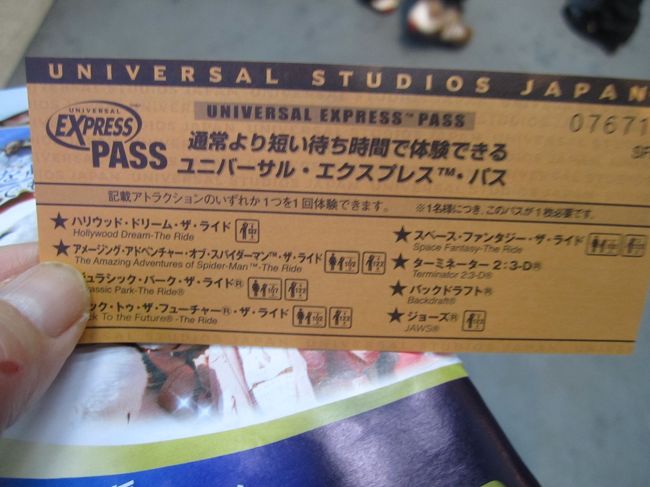 UNIVERSAL STUDIOS JAPAN
UNIVERSAL
EXPRESS
PASS
UNIVERSAL EXPRESS™ PASS
07671
通常より短い待ち時間で体験できる
ユニバーサル・エクスプレス™・パス
記載アトラクションのいずれか1つを1回体験できます。 ※1名様につき、このパスが1枚必要です。
★ ハリウッド・ドリーム・ザ・ライド
Hollywood Dream-The Ride
★ アメージング・アドベンチャー・オブ・スパイダーマン™・ザ・ライド
The Amazing Adventures of Spider-Man™-The Ride
ュラシック・パーク・ザ・ライド®
assic Park-The Ride®
ック・トゥ・ザ・フューチャー®・ザ・ライド
ck To the Future®-The Ride
★ スペース・ファンタジー・ザ・ライド
Space Fantasy-The Ride
★ ターミネーター 2:3-D®
Terminator 2:3-D®
★ バックドラフト®
Backdraft®
★ ジョーズ®
JAWS®